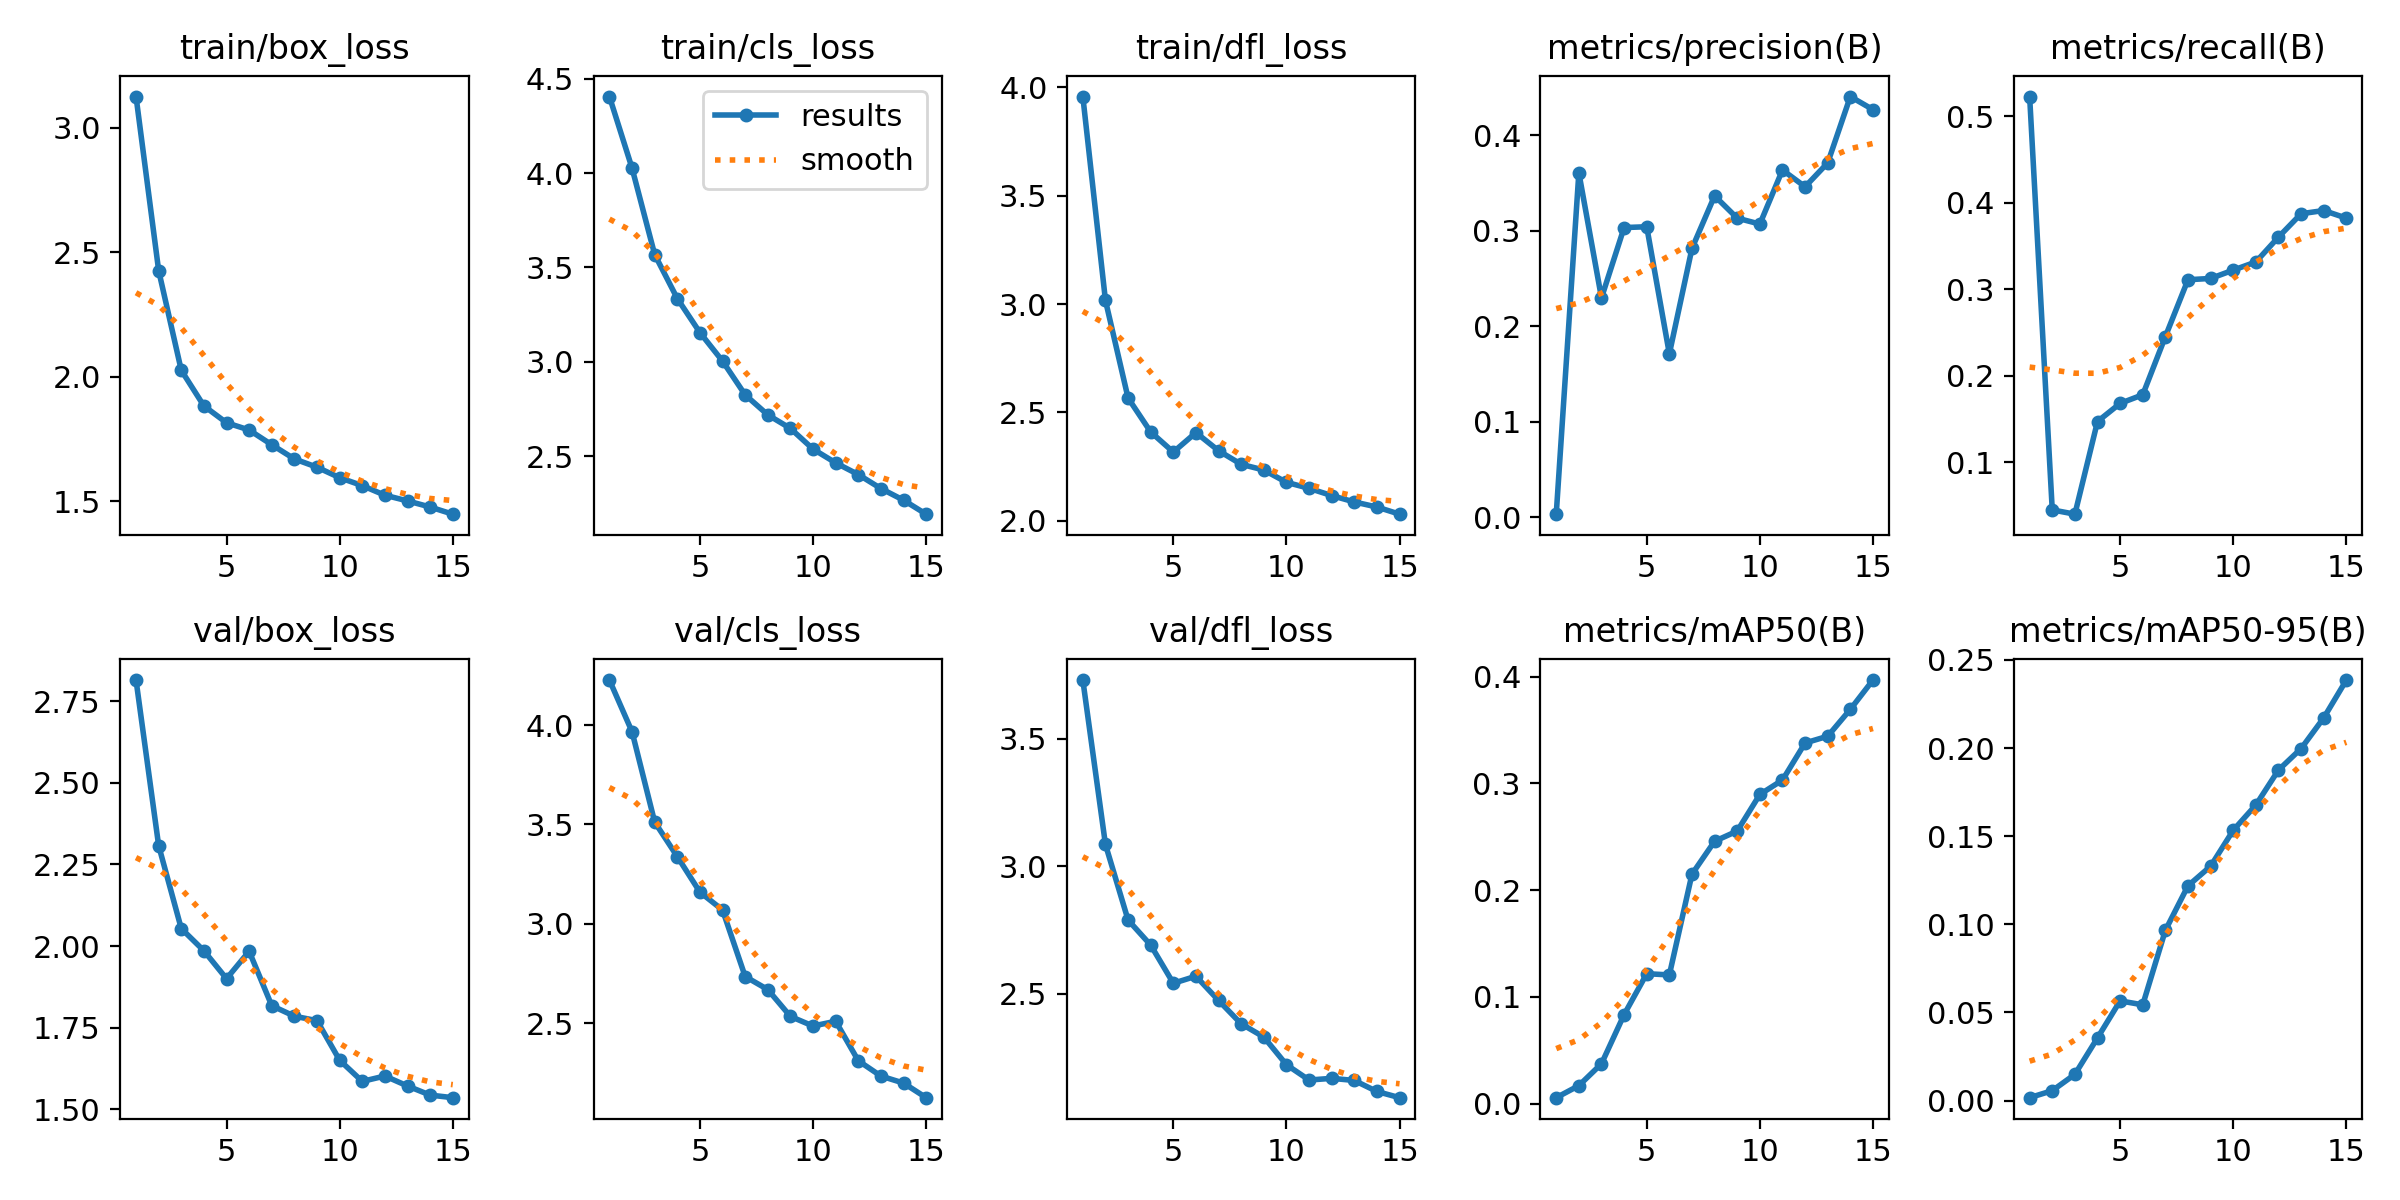 train/box_loss
3.0
2.5
2.0
1.5
5 10 15
train/cls_loss
results
smooth
4.5
4.0
3.5
3.0
2.5
5 10 15
train/dfl_loss
4.0
3.5
3.0
2.5
2.0
5 10 15
metrics/precision(B)
0.4
0.3
0.2
0.1
0.0
5 10 15
metrics/recall(B)
0.5
0.4
0.3
0.2
0.1
5 10 15
val/box_loss
2.75
2.50
2.25
2.00
1.75
1.50
5 10 15
val/cls_loss
4.0
3.5
3.0
2.5
5 10 15
val/dfl_loss
3.5
3.0
2.5
5 10 15
metrics/mAP50(B)
0.4
0.3
0.2
0.1
0.0
5 10 15
metrics/mAP50-95(B)
0.25
0.20
0.15
0.10
0.05
0.00
5 10 15